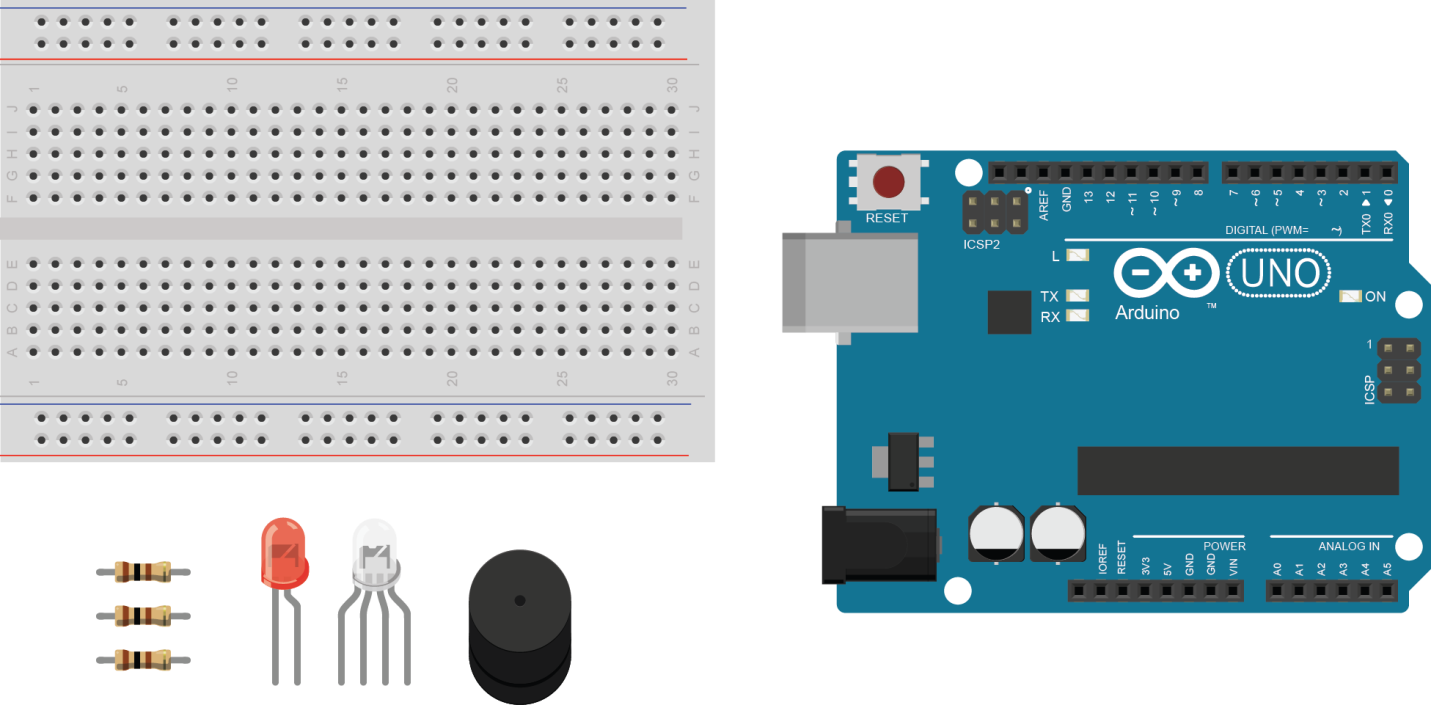 1 5 10 15 20 25 30
J J
I I
H H
G G
F F
E E
D D
C C
B B
A A
1 5 10 15 20 25 30
RESET
ICSP2
AREF
GND
13
12
~11
~10
~9
8
7
~6
~5
4
~3
2
TX0 ▶ 1
RX0 ◀ 0
DIGITAL (PWM= ~)
L
TX
RX
UNO
Arduino™
ON
1
ICSP
POWER
ANALOG IN
IOREF
RESET
3V3
5V
GND
GND
VIN
A0
A1
A2
A3
A4
A5